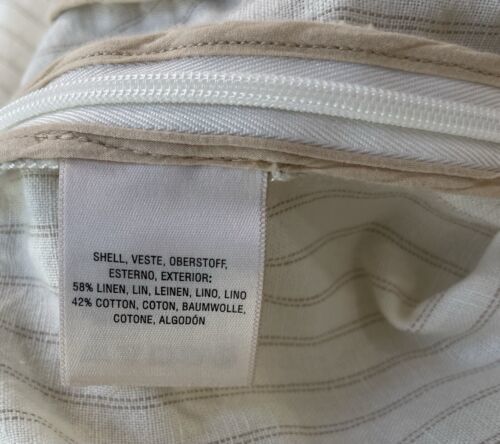 SHELL, VESTE, OBERSTOFF,
ESTERNO, EXTERIOR:
58% LINEN, LIN, LEINEN, LINO, LINO
42% COTTON, COTON, BAUMWOLLE,
COTONE, ALGODÓN